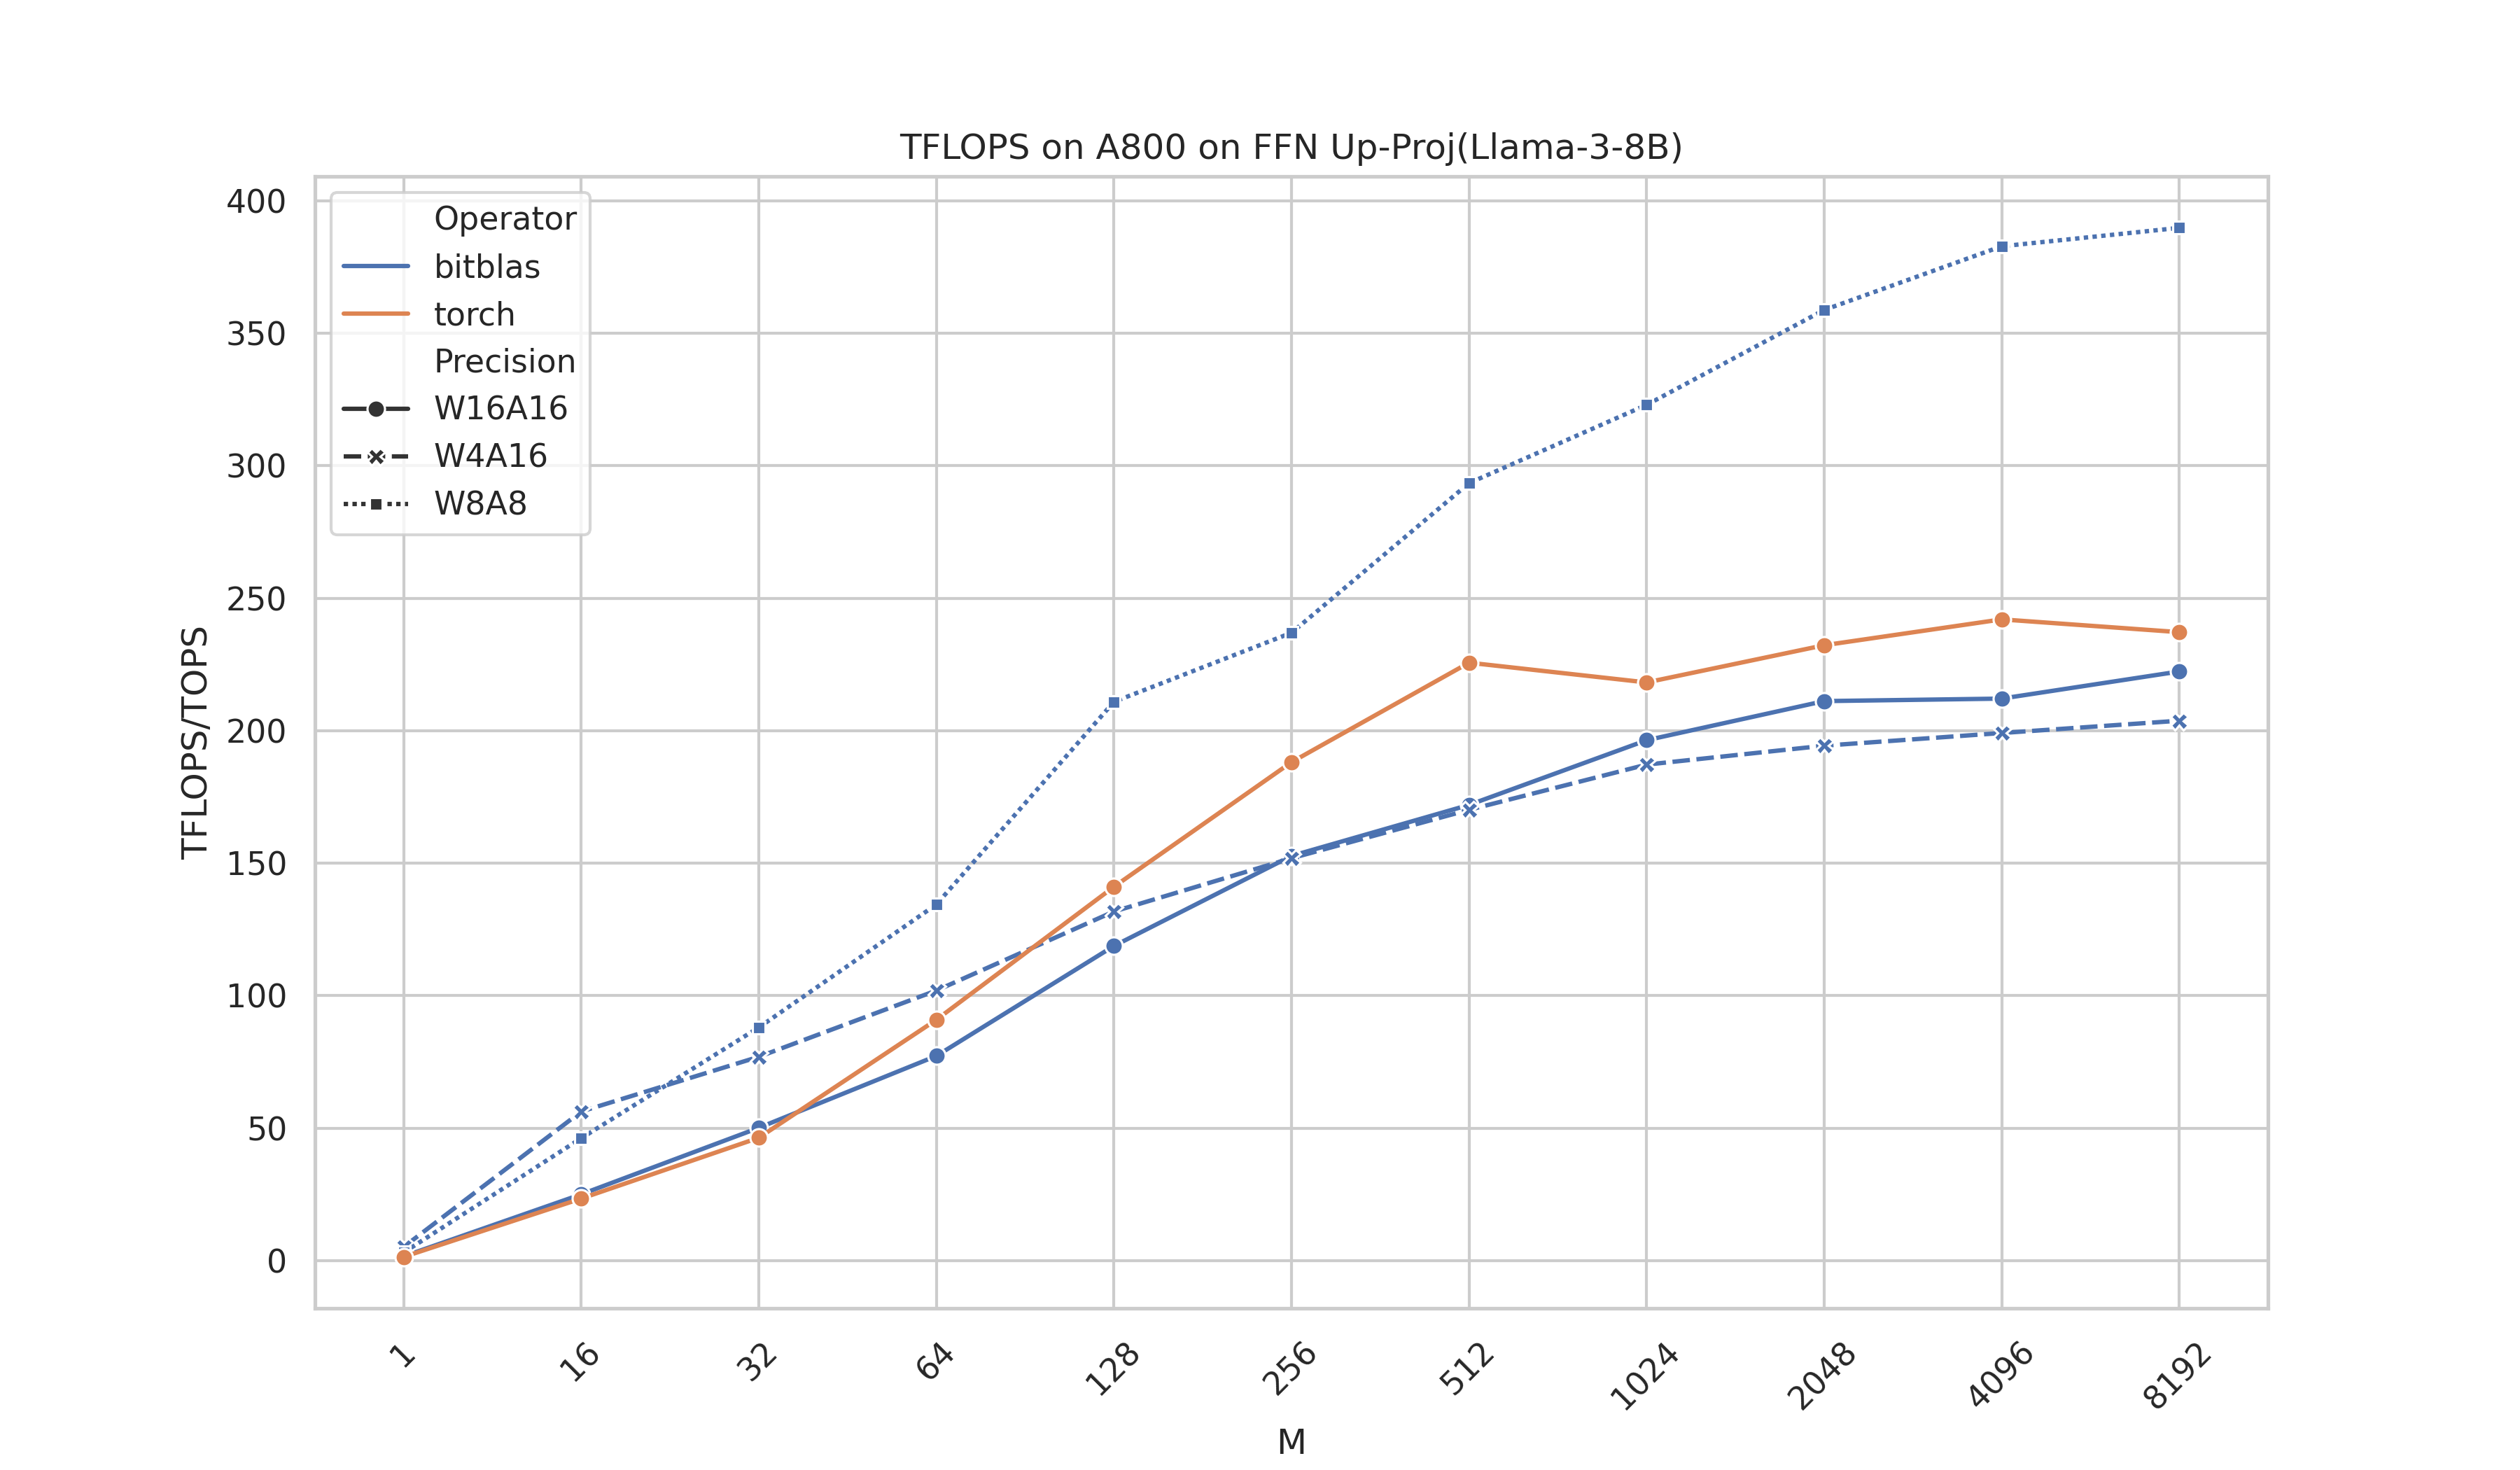 TFLOPS on A800 on FFN Up-Proj(Llama-3-8B)
400
350
300
250
200
150
100
50
0
TFLOPS/TOPS
Operator
bitblas
torch
Precision
W16A16
W4A16
W8A8
1
16
32
64
128
256
512
1024
2048
4096
8192
M